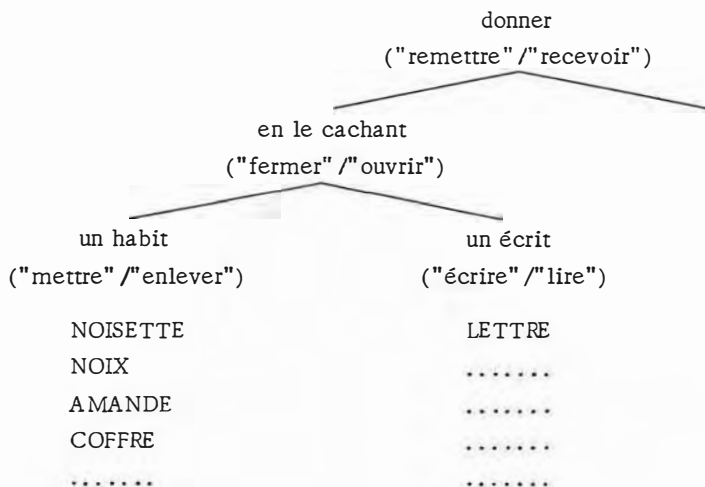 donner
("remettre"/"recevoir")
en le cachant
("fermer"/"ouvrir")
un habit
("mettre"/"enlever")
NOISETTE
NOIX
AMANDE
COFFRE
.......
un écrit
("écrire"/"lire")
LETTRE
.......
.......
.......
.......